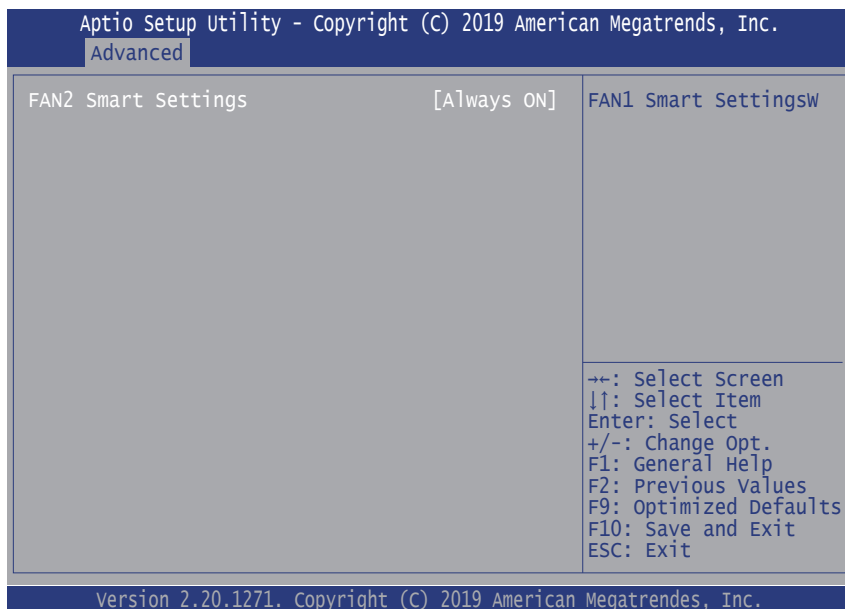 Aptio Setup Utility - Copyright (C) 2019 American Megatrends, Inc.
Advanced
FAN2 Smart Settings [Always ON]
FAN1 Smart SettingsW
→←: Select Screen
↓↑: Select Item
Enter: Select
+/-: Change Opt.
F1: General Help
F2: Previous Values
F9: Optimized Defaults
F10: Save and Exit
ESC: Exit
Version 2.20.1271. Copyright (C) 2019 American Megatrendes, Inc.